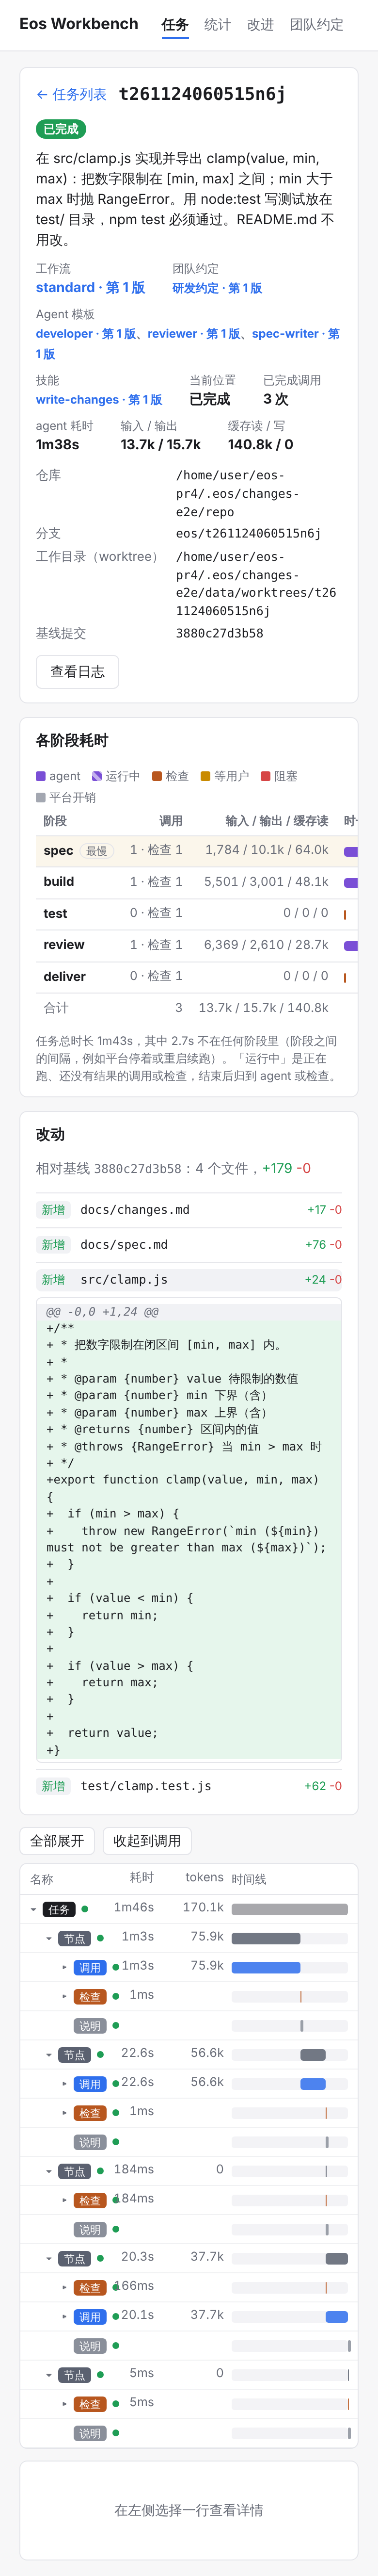 Eos Workbench 任务 统计 改进 团队约定
← 任务列表 t261124060515n6j
已完成
在 src/clamp.js 实现并导出 clamp(value, min,
max)：把数字限制在 [min, max] 之间；min 大于
max 时抛 RangeError。用 node:test 写测试放在
test/ 目录，npm test 必须通过。README.md 不
用改。
工作流 团队约定
standard · 第 1 版 研发约定 · 第 1 版
Agent 模板
developer · 第 1 版、reviewer · 第 1 版、spec-writer · 第
1 版
技能 当前位置 已完成调用
write-changes · 第 1 版 已完成 3 次
agent 耗时 输入 / 输出 缓存读 / 写
1m38s 13.7k / 15.7k 140.8k / 0
仓库 /home/user/eos-
pr4/.eos/changes-
e2e/repo
分支 eos/t261124060515n6j
工作目录（worktree） /home/user/eos-
pr4/.eos/changes-
e2e/data/worktrees/t26
1124060515n6j
基线提交 3880c27d3b58
查看日志
各阶段耗时
agent 运行中 检查 等用户 阻塞
平台开销
阶段 调用 输入 / 输出 / 缓存读
spec 最慢 1 · 检查 1 1,784 / 10.1k / 64.0k
build 1 · 检查 1 5,501 / 3,001 / 48.1k
test 0 · 检查 1 0 / 0 / 0
review 1 · 检查 1 6,369 / 2,610 / 28.7k
deliver 0 · 检查 1 0 / 0 / 0
合计 3 13.7k / 15.7k / 140.8k
任务总时长 1m43s，其中 2.7s 不在任何阶段里（阶段之间
的间隔，例如平台停着或重启续跑）。「运行中」是正在
跑、还没有结果的调用或检查，结束后归到 agent 或检查。
改动
相对基线 3880c27d3b58：4 个文件，+179 -0
新增 docs/changes.md +17 -0
新增 docs/spec.md +76 -0
新增 src/clamp.js +24 -0
@@ -0,0 +1,24 @@
+/**
+ * 把数字限制在闭区间 [min, max] 内。
+ *
+ * @param {number} value 待限制的数值
+ * @param {number} min 下界（含）
+ * @param {number} max 上界（含）
+ * @returns {number} 区间内的值
+ * @throws {RangeError} 当 min > max 时
+ */
+export function clamp(value, min, max)
{
+  if (min > max) {
+    throw new RangeError(`min (${min})
must not be greater than max (${max})`);
+  }
+
+  if (value < min) {
+    return min;
+  }
+
+  if (value > max) {
+    return max;
+  }
+
+  return value;
+}
新增 test/clamp.test.js +62 -0
全部展开 收起到调用
名称 耗时 tokens 时间线
任务 1m46s 170.1k
节点 1m3s 75.9k
调用 1m3s 75.9k
检查 1ms
说明
节点 22.6s 56.6k
调用 22.6s 56.6k
检查 1ms
说明
节点 184ms 0
检查 184ms
说明
节点 20.3s 37.7k
检查 166ms
调用 20.1s 37.7k
说明
节点 5ms 0
检查 5ms
说明
在左侧选择一行查看详情